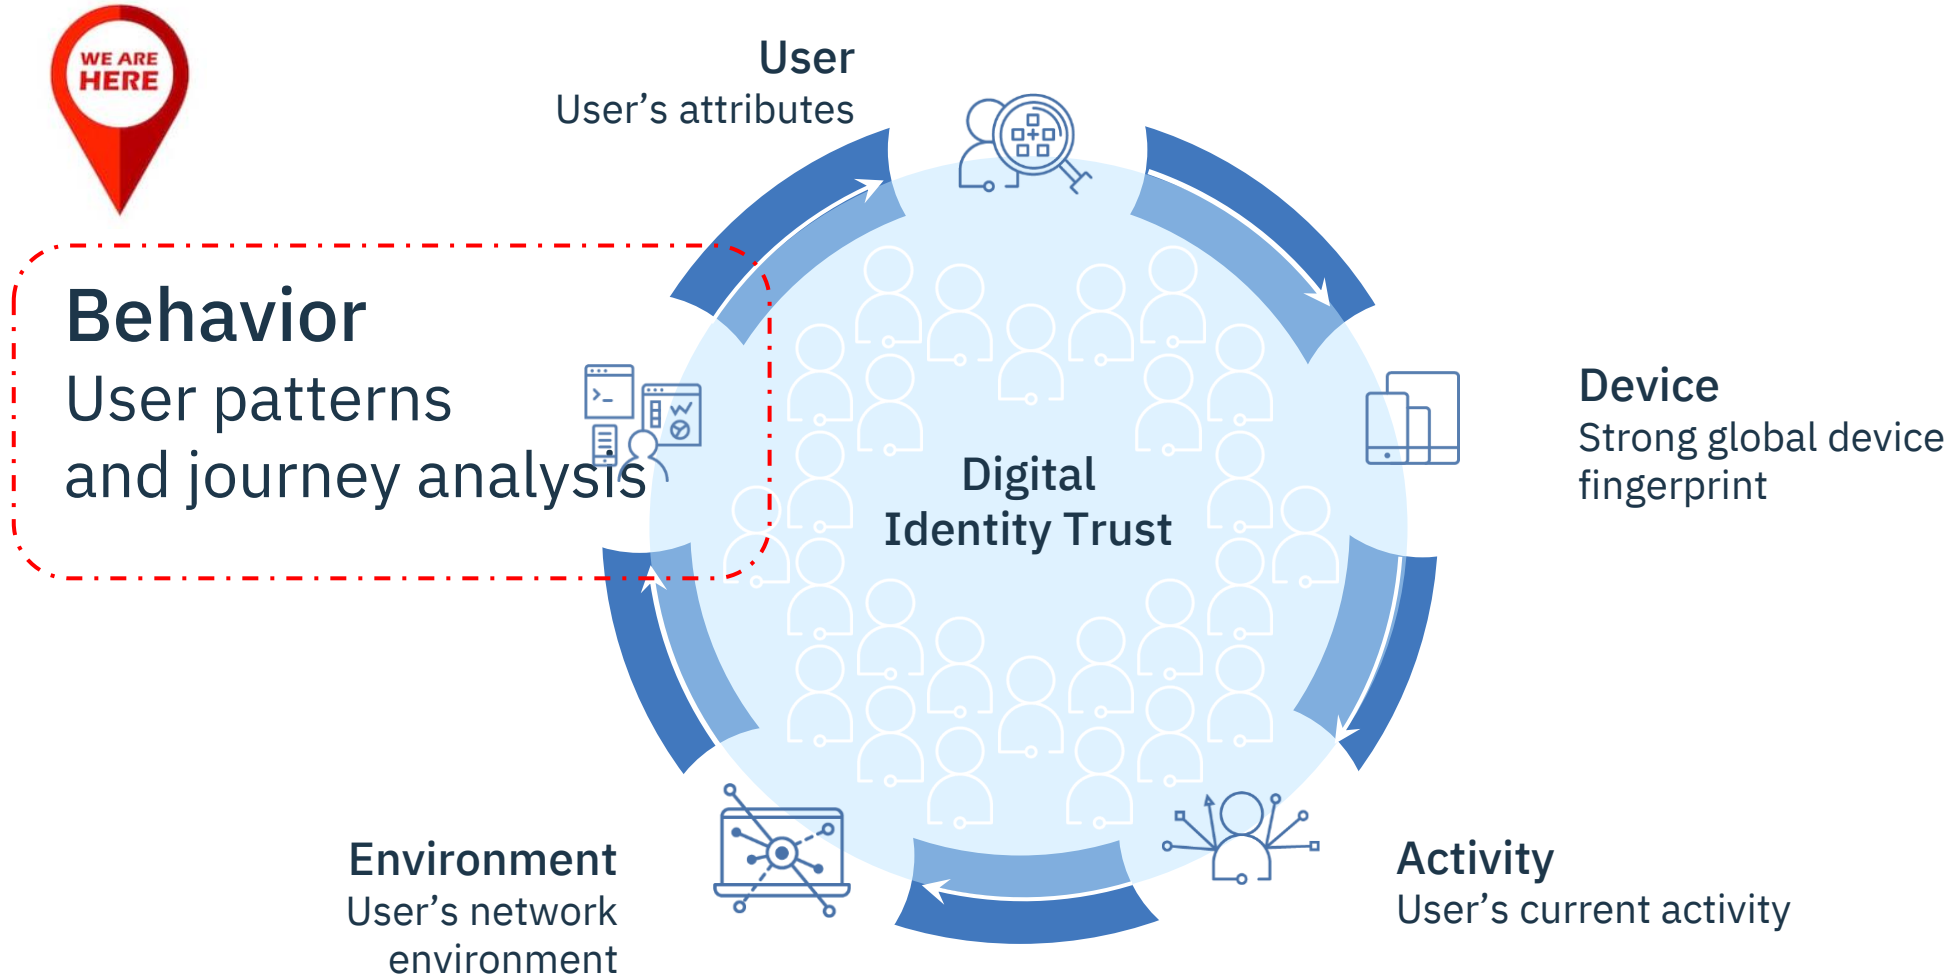 WE ARE
HERE
User
User’s attributes
Behavior
User patterns
and journey analysis
Digital
Identity Trust
Device
Strong global device
fingerprint
Environment
User’s network
environment
Activity
User’s current activity